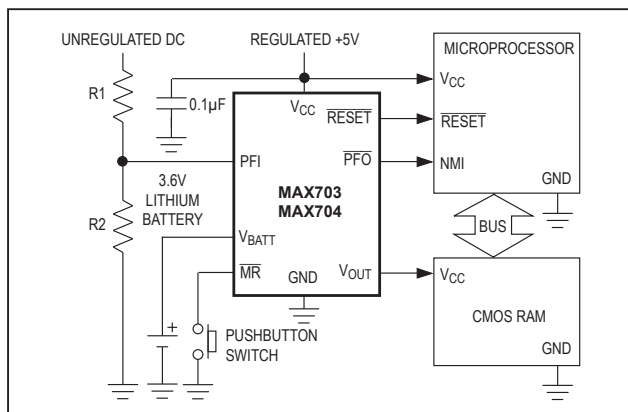 UNREGULATED DC
REGULATED +5V
MICROPROCESSOR
R1
0.1µF
VCC
VCC
RESET
RESET
PFI
PFO
NMI
3.6V
LITHIUM
BATTERY
MAX703
MAX704
GND
R2
BUS
VBATT
MR
GND
VOUT
VCC
CMOS RAM
+
PUSHBUTTON
SWITCH
GND